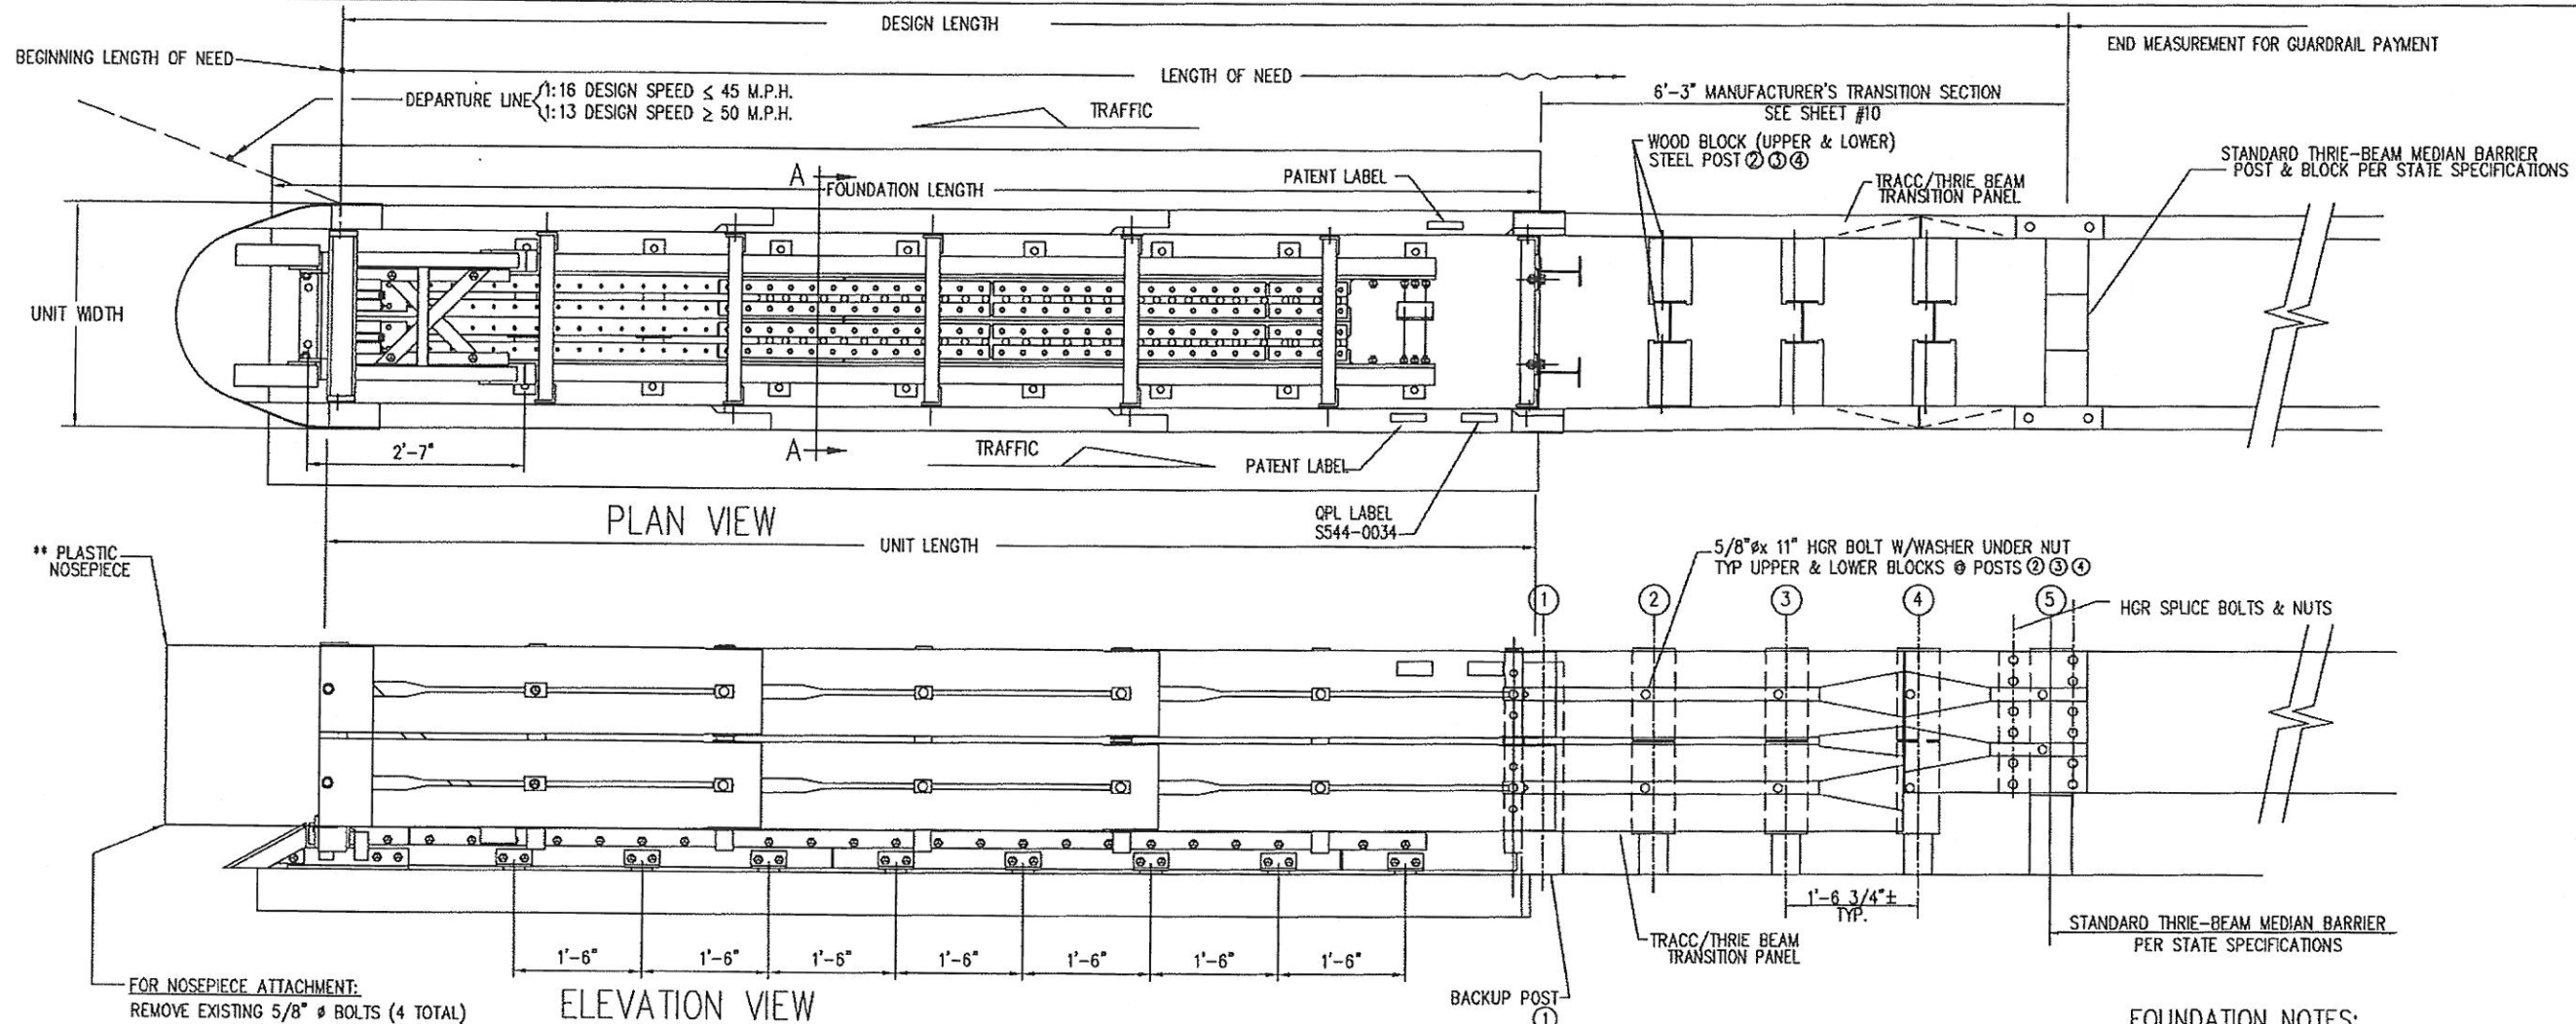 DESIGN LENGTH
END MEASUREMENT FOR GUARDRAIL PAYMENT
BEGINNING LENGTH OF NEED
LENGTH OF NEED
DEPARTURE LINE
1:16 DESIGN SPEED ≤ 45 M.P.H.
1:13 DESIGN SPEED ≥ 50 M.P.H.
TRAFFIC
6'-3" MANUFACTURER'S TRANSITION SECTION
SEE SHEET #10
WOOD BLOCK (UPPER & LOWER)
STEEL POST ② ③ ④
STANDARD THRIE-BEAM MEDIAN BARRIER
POST & BLOCK PER STATE SPECIFICATIONS
A
FOUNDATION LENGTH
PATENT LABEL
TRACC/THRIE BEAM
TRANSITION PANEL
UNIT WIDTH
2'-7"
A
TRAFFIC
PATENT LABEL
QPL LABEL
S544-0034
PLAN VIEW
UNIT LENGTH
** PLASTIC
NOSEPIECE
5/8"øx 11" HGR BOLT W/WASHER UNDER NUT
TYP UPPER & LOWER BLOCKS @ POSTS ② ③ ④
① ② ③ ④ ⑤
HGR SPLICE BOLTS & NUTS
1'-6 3/4"±
TYP.
STANDARD THRIE-BEAM MEDIAN BARRIER
PER STATE SPECIFICATIONS
TRACC/THRIE BEAM
TRANSITION PANEL
1'-6" 1'-6" 1'-6" 1'-6" 1'-6" 1'-6" 1'-6"
FOR NOSEPIECE ATTACHMENT:
REMOVE EXISTING 5/8" ø BOLTS (4 TOTAL)
ELEVATION VIEW
BACKUP POST
①
FOUNDATION NOTES: